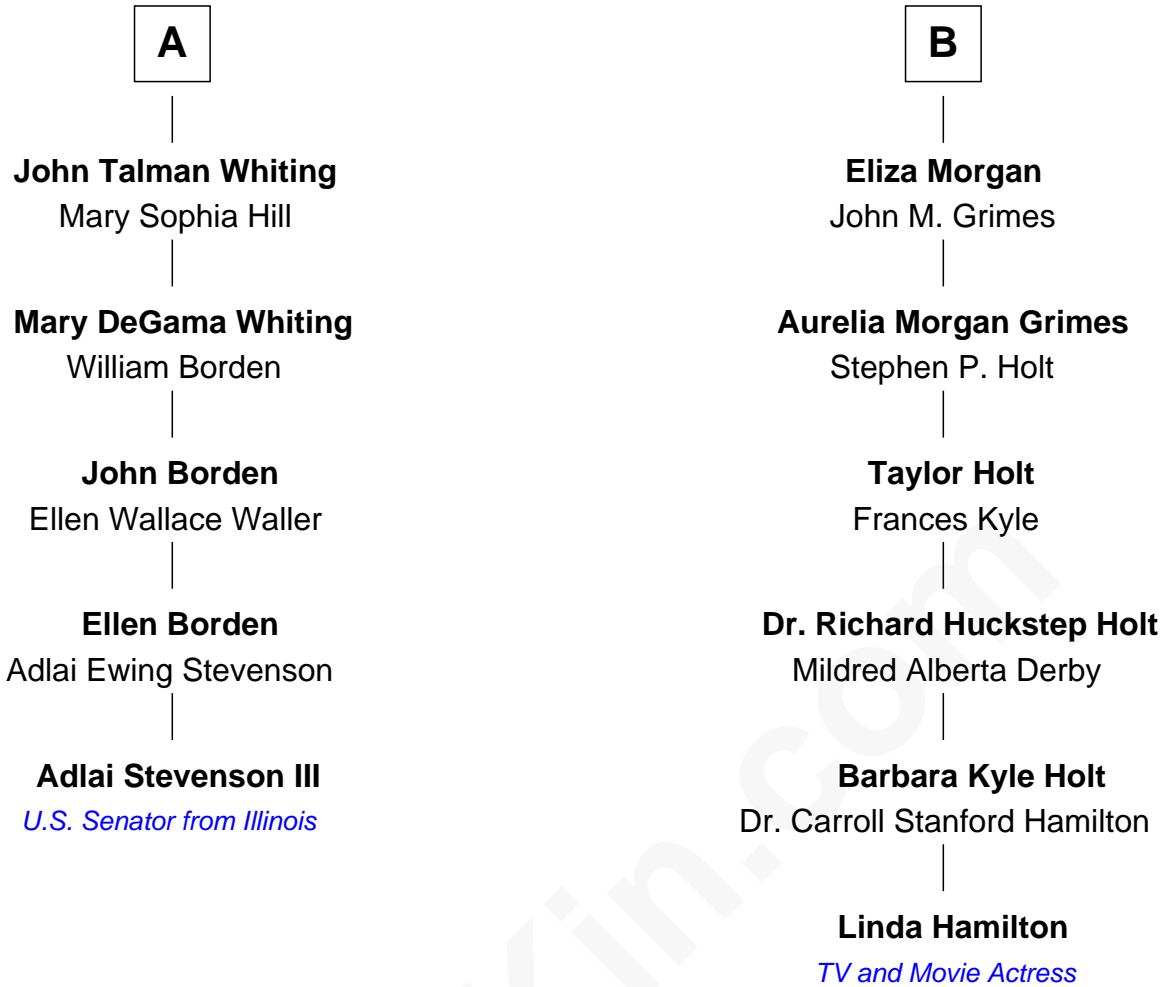 A
John Talman Whiting
Mary Sophia Hill
Mary DeGama Whiting
William Borden
John Borden
Ellen Wallace Waller
Ellen Borden
Adlai Ewing Stevenson
Adlai Stevenson III
U.S. Senator from Illinois
B
Eliza Morgan
John M. Grimes
Aurelia Morgan Grimes
Stephen P. Holt
Taylor Holt
Frances Kyle
Dr. Richard Huckstep Holt
Mildred Alberta Derby
Barbara Kyle Holt
Dr. Carroll Stanford Hamilton
Linda Hamilton
TV and Movie Actress